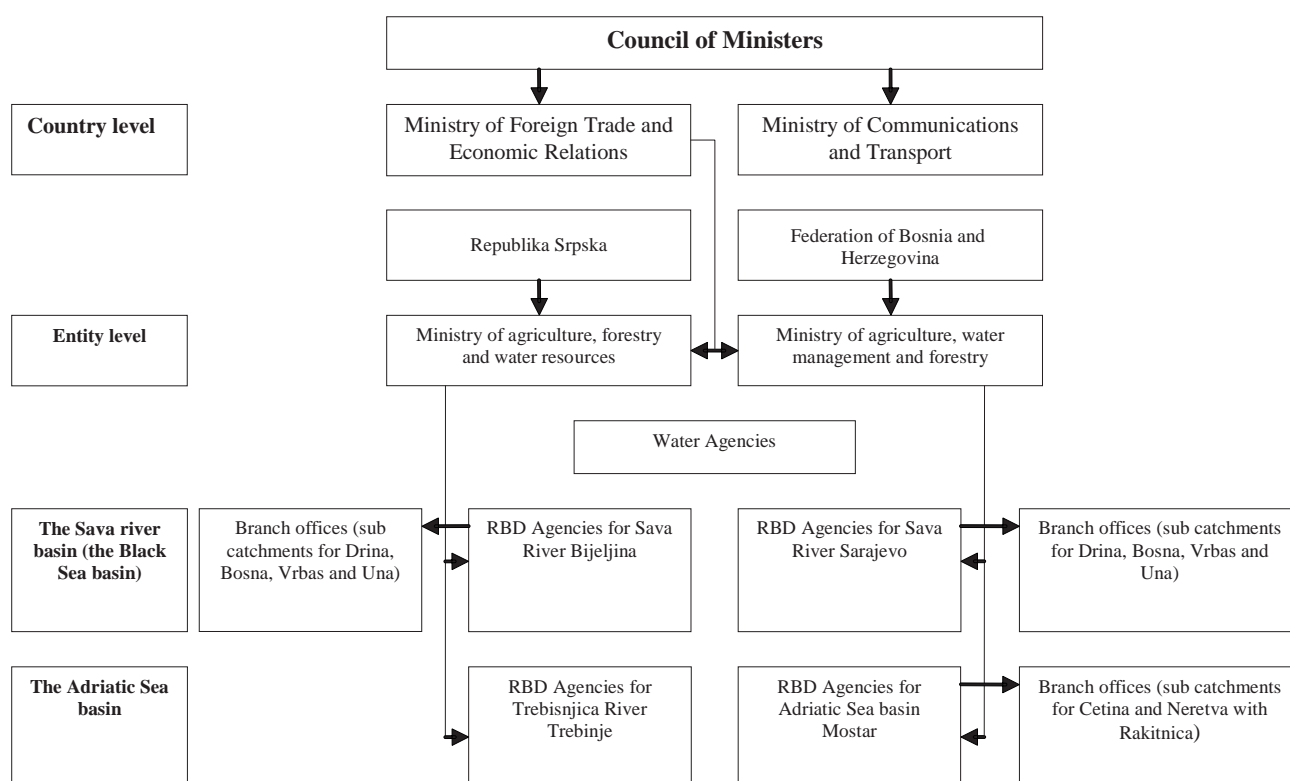 Council of Ministers
Country level
Ministry of Foreign Trade and
Economic Relations
Ministry of Communications
and Transport
Republika Srpska
Federation of Bosnia and
Herzegovina
Entity level
Ministry of agriculture, forestry
and water resources
Ministry of agriculture, water
management and forestry
Water Agencies
The Sava river
basin (the Black
Sea basin)
Branch offices (sub
catchments for Drina,
Bosna, Vrbas and Una)
RBD Agencies for Sava
River Bijeljina
RBD Agencies for Sava
River Sarajevo
Branch offices (sub catchments
for Drina, Bosna, Vrbas and
Una)
The Adriatic Sea
basin
RBD Agencies for
Trebisnjica River
Trebinje
RBD Agencies for
Adriatic Sea basin
Mostar
Branch offices (sub catchments
for Cetina and Neretva with
Rakitnica)